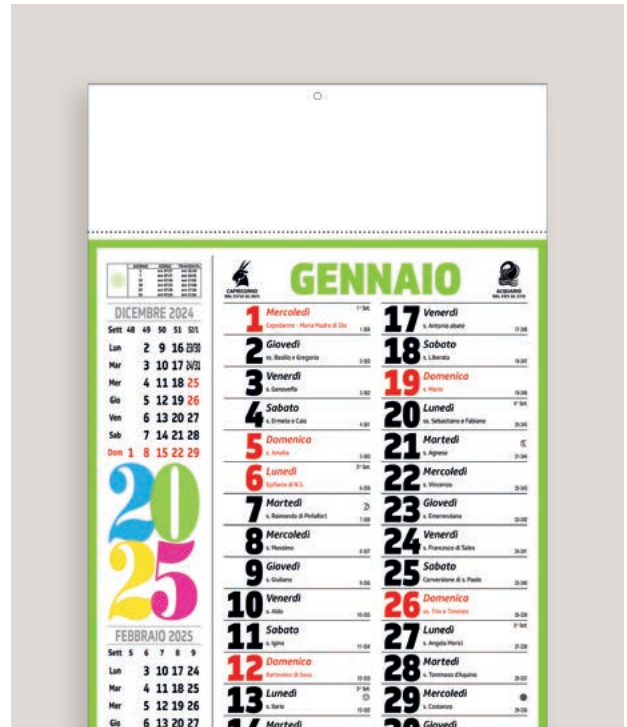 GENNAIO
CAPRICORNO
ACQUARIO
DICEMBRE 2024
Sett 48 49 50 51 52/1
Lun 2 9 16 23/30
Mar 3 10 17 24/31
Mer 4 11 18 25
Gio 5 12 19 26
Ven 6 13 20 27
Sab 7 14 21 28
Dom 1 8 15 22 29
2025
FEBBRAIO 2025
Sett 5 6 7 8 9
Lun 3 10 17 24
Mar 4 11 18 25
Mer 5 12 19 26
Gio 6 13 20 27
1 Mercoledì
Capodanno - Maria Madre di Dio
2 Giovedì
ss. Basilio e Gregorio
3 Venerdì
s. Genoveffa
4 Sabato
s. Ermete e Caio
5 Domenica
s. Amelia
6 Lunedì
Epifania di N.S.
7 Martedì
s. Raimondo di Peñafort
8 Mercoledì
s. Massimo
9 Giovedì
s. Giuliano
10 Venerdì
s. Aldo
11 Sabato
s. Igino
12 Domenica
Battesimo di Gesù
13 Lunedì
s. Ilario
14 Martedì
17 Venerdì
s. Antonio abate
18 Sabato
s. Liberata
19 Domenica
s. Mario
20 Lunedì
ss. Sebastiano e Fabiano
21 Martedì
s. Agnese
22 Mercoledì
s. Vincenzo
23 Giovedì
s. Emerenziana
24 Venerdì
s. Francesco di Sales
25 Sabato
Conversione di s. Paolo
26 Domenica
ss. Tito e Timoteo
27 Lunedì
s. Angela Merici
28 Martedì
s. Tommaso d'Aquino
29 Mercoledì
s. Costanzo
30 Giovedì